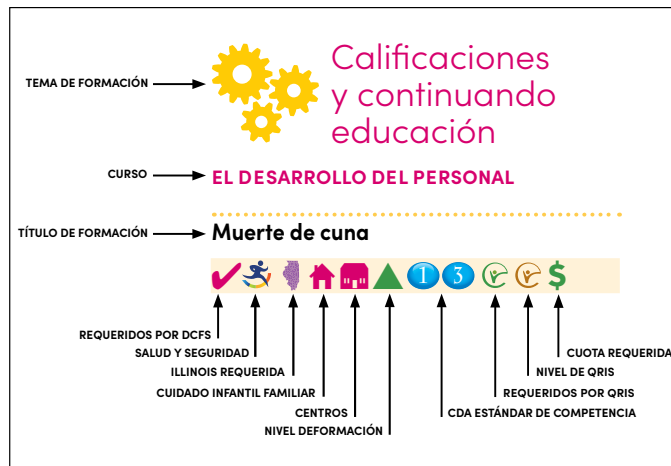 TEMA DE FORMACIÓN
Calificaciones
y continuando
educación
CURSO
EL DESARROLLO DEL PERSONAL
TÍTULO DE FORMACIÓN
Muerte de cuna
1 3 $
REQUERIDOS POR DCFS
SALUD Y SEGURIDAD
ILLINOIS REQUERIDA
CUIDADO INFANTIL FAMILIAR
CENTROS
NIVEL DEFORMACIÓN
CUOTA REQUERIDA
NIVEL DE QRIS
REQUERIDOS POR QRIS
CDA ESTÁNDAR DE COMPETENCIA